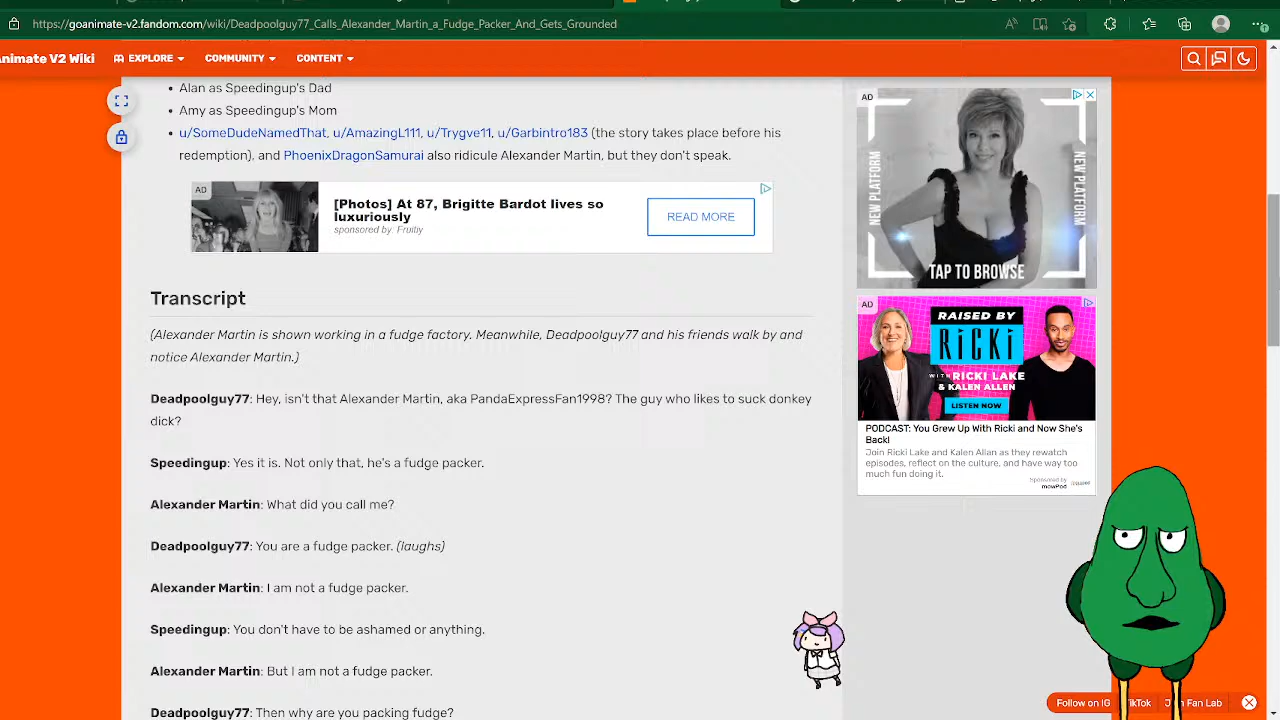 https://goanimate-v2.fandom.com/wiki/Deadpoolguy77_Calls_Alexander_Martin_a_Fudge_Packer_And_Gets_Grounded
Animate V2 Wiki
EXPLORE
COMMUNITY
CONTENT
Alan as Speedingup's Dad
Amy as Speedingup's Mom
u/SomeDudeNamedThat, u/AmazingL111, u/Trygve11, u/Garbintro183 (the story takes place before his
redemption), and PhoenixDragonSamurai also ridicule Alexander Martin, but they don't speak.
AD
[Photos] At 87, Brigitte Bardot lives so
luxuriously
sponsored by: Fruitiy
READ MORE
Transcript
(Alexander Martin is shown working in a fudge factory. Meanwhile, Deadpoolguy77 and his friends walk by and
notice Alexander Martin.)
Deadpoolguy77: Hey, isn't that Alexander Martin, aka PandaExpressFan1998? The guy who likes to suck donkey
dick?
Speedingup: Yes it is. Not only that, he's a fudge packer.
Alexander Martin: What did you call me?
Deadpoolguy77: You are a fudge packer. (laughs)
Alexander Martin: I am not a fudge packer.
Speedingup: You don't have to be ashamed or anything.
Alexander Martin: But I am not a fudge packer.
Deadpoolguy77: Then why are you packing fudge?
AD
NEW PLATFORM
NEW PLATFORM
TAP TO BROWSE
AD
RAISED BY
RICKI
WITH RICKI LAKE
& KALEN ALLEN
LISTEN NOW
PODCAST: You Grew Up With Ricki and Now She's
Back!
Join Ricki Lake and Kalen Allan as they rewatch
episodes, reflect on the culture, and have way too
much fun doing it.
Sponsored by
mowPod
Follow on IG
TikTok
Join Fan Lab